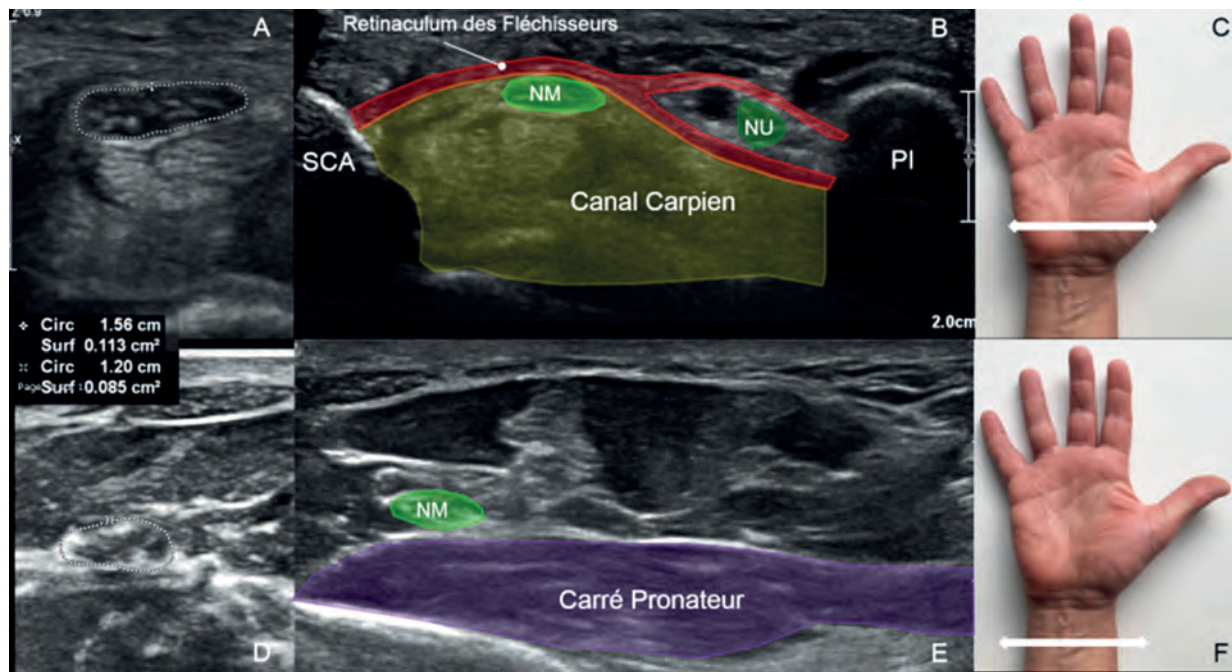 A
Retinaculum des Fléchisseurs
B
C
NM
NU
SCA
PI
Canal Carpien
2.0cm
Circ 1.56 cm
Surf 0.113 cm²
Circ 1.20 cm
Surf 0.085 cm²
NM
Carré Pronateur
D
E
F